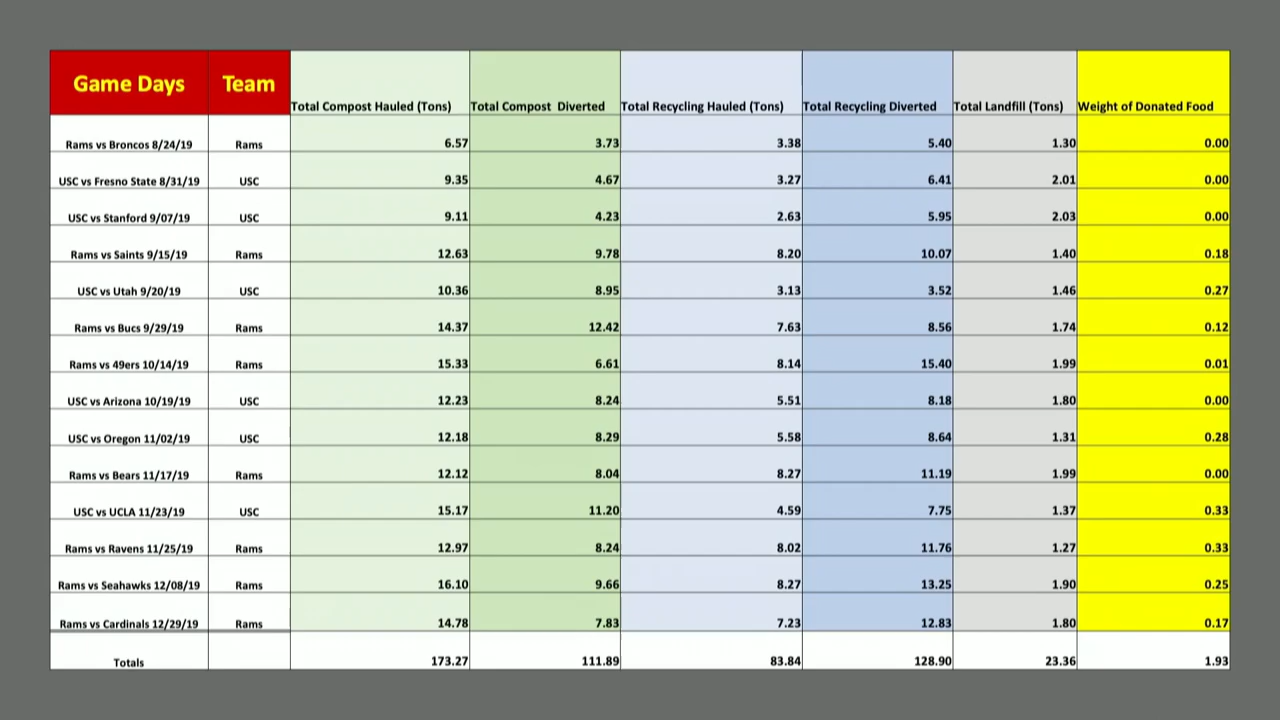 Game Days Team Total Compost Hauled (Tons) Total Compost Diverted Total Recycling Hauled (Tons) Total Recycling Diverted Total Landfill (Tons) Weight of Donated Food
Rams vs Broncos 8/24/19 Rams 6.57 3.73 3.38 5.40 1.30 0.00
USC vs Fresno State 8/31/19 USC 9.35 4.67 3.27 6.41 2.01 0.00
USC vs Stanford 9/07/19 USC 9.11 4.23 2.63 5.95 2.03 0.00
Rams vs Saints 9/15/19 Rams 12.63 9.78 8.20 10.07 1.40 0.18
USC vs Utah 9/20/19 USC 10.36 8.95 3.13 3.52 1.46 0.27
Rams vs Bucs 9/29/19 Rams 14.37 12.42 7.63 8.56 1.74 0.12
Rams vs 49ers 10/14/19 Rams 15.33 6.61 8.14 15.40 1.99 0.01
USC vs Arizona 10/19/19 USC 12.23 8.24 5.51 8.18 1.80 0.00
USC vs Oregon 11/02/19 USC 12.18 8.29 5.58 8.64 1.31 0.28
Rams vs Bears 11/17/19 Rams 12.12 8.04 8.27 11.19 1.99 0.00
USC vs UCLA 11/23/19 USC 15.17 11.20 4.59 7.75 1.37 0.33
Rams vs Ravens 11/25/19 Rams 12.97 8.24 8.02 11.76 1.27 0.33
Rams vs Seahawks 12/08/19 Rams 16.10 9.66 8.27 13.25 1.90 0.25
Rams vs Cardinals 12/29/19 Rams 14.78 7.83 7.23 12.83 1.80 0.17
Totals 173.27 111.89 83.84 128.90 23.36 1.93